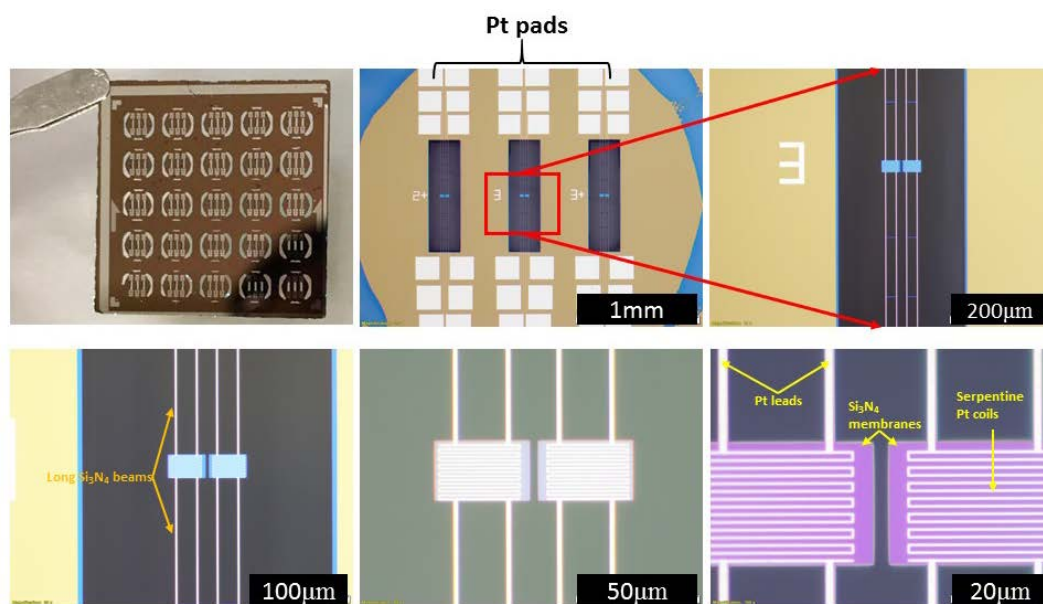 Pt pads
2+
3
3+
1mm
3
200μm
Long Si₃N₄ beams
100μm
50μm
Pt leads
Si₃N₄
membranes
Serpentine
Pt coils
20μm